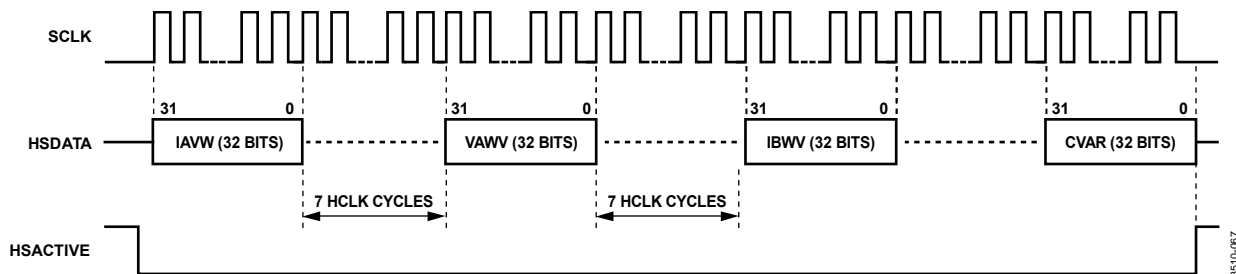 SCLK
31 0 31 0 31 0 31 0
HSDATA IAVW (32 BITS) VAWV (32 BITS) IBWV (32 BITS) CVAR (32 BITS)
7 HCLK CYCLES 7 HCLK CYCLES
HSACTIVE